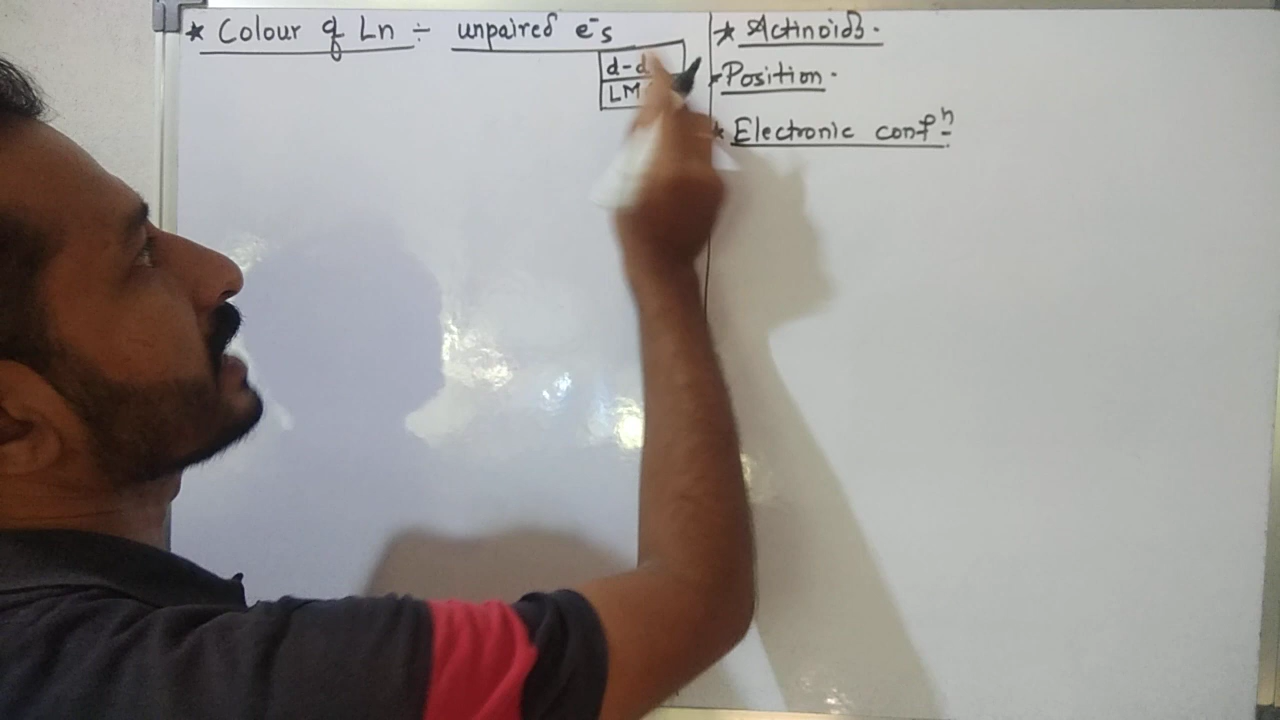 * Colour of Ln ÷ unpaired e⁻s
d-d
LM
* Actinoids.
* Position.
* Electronic confⁿ-